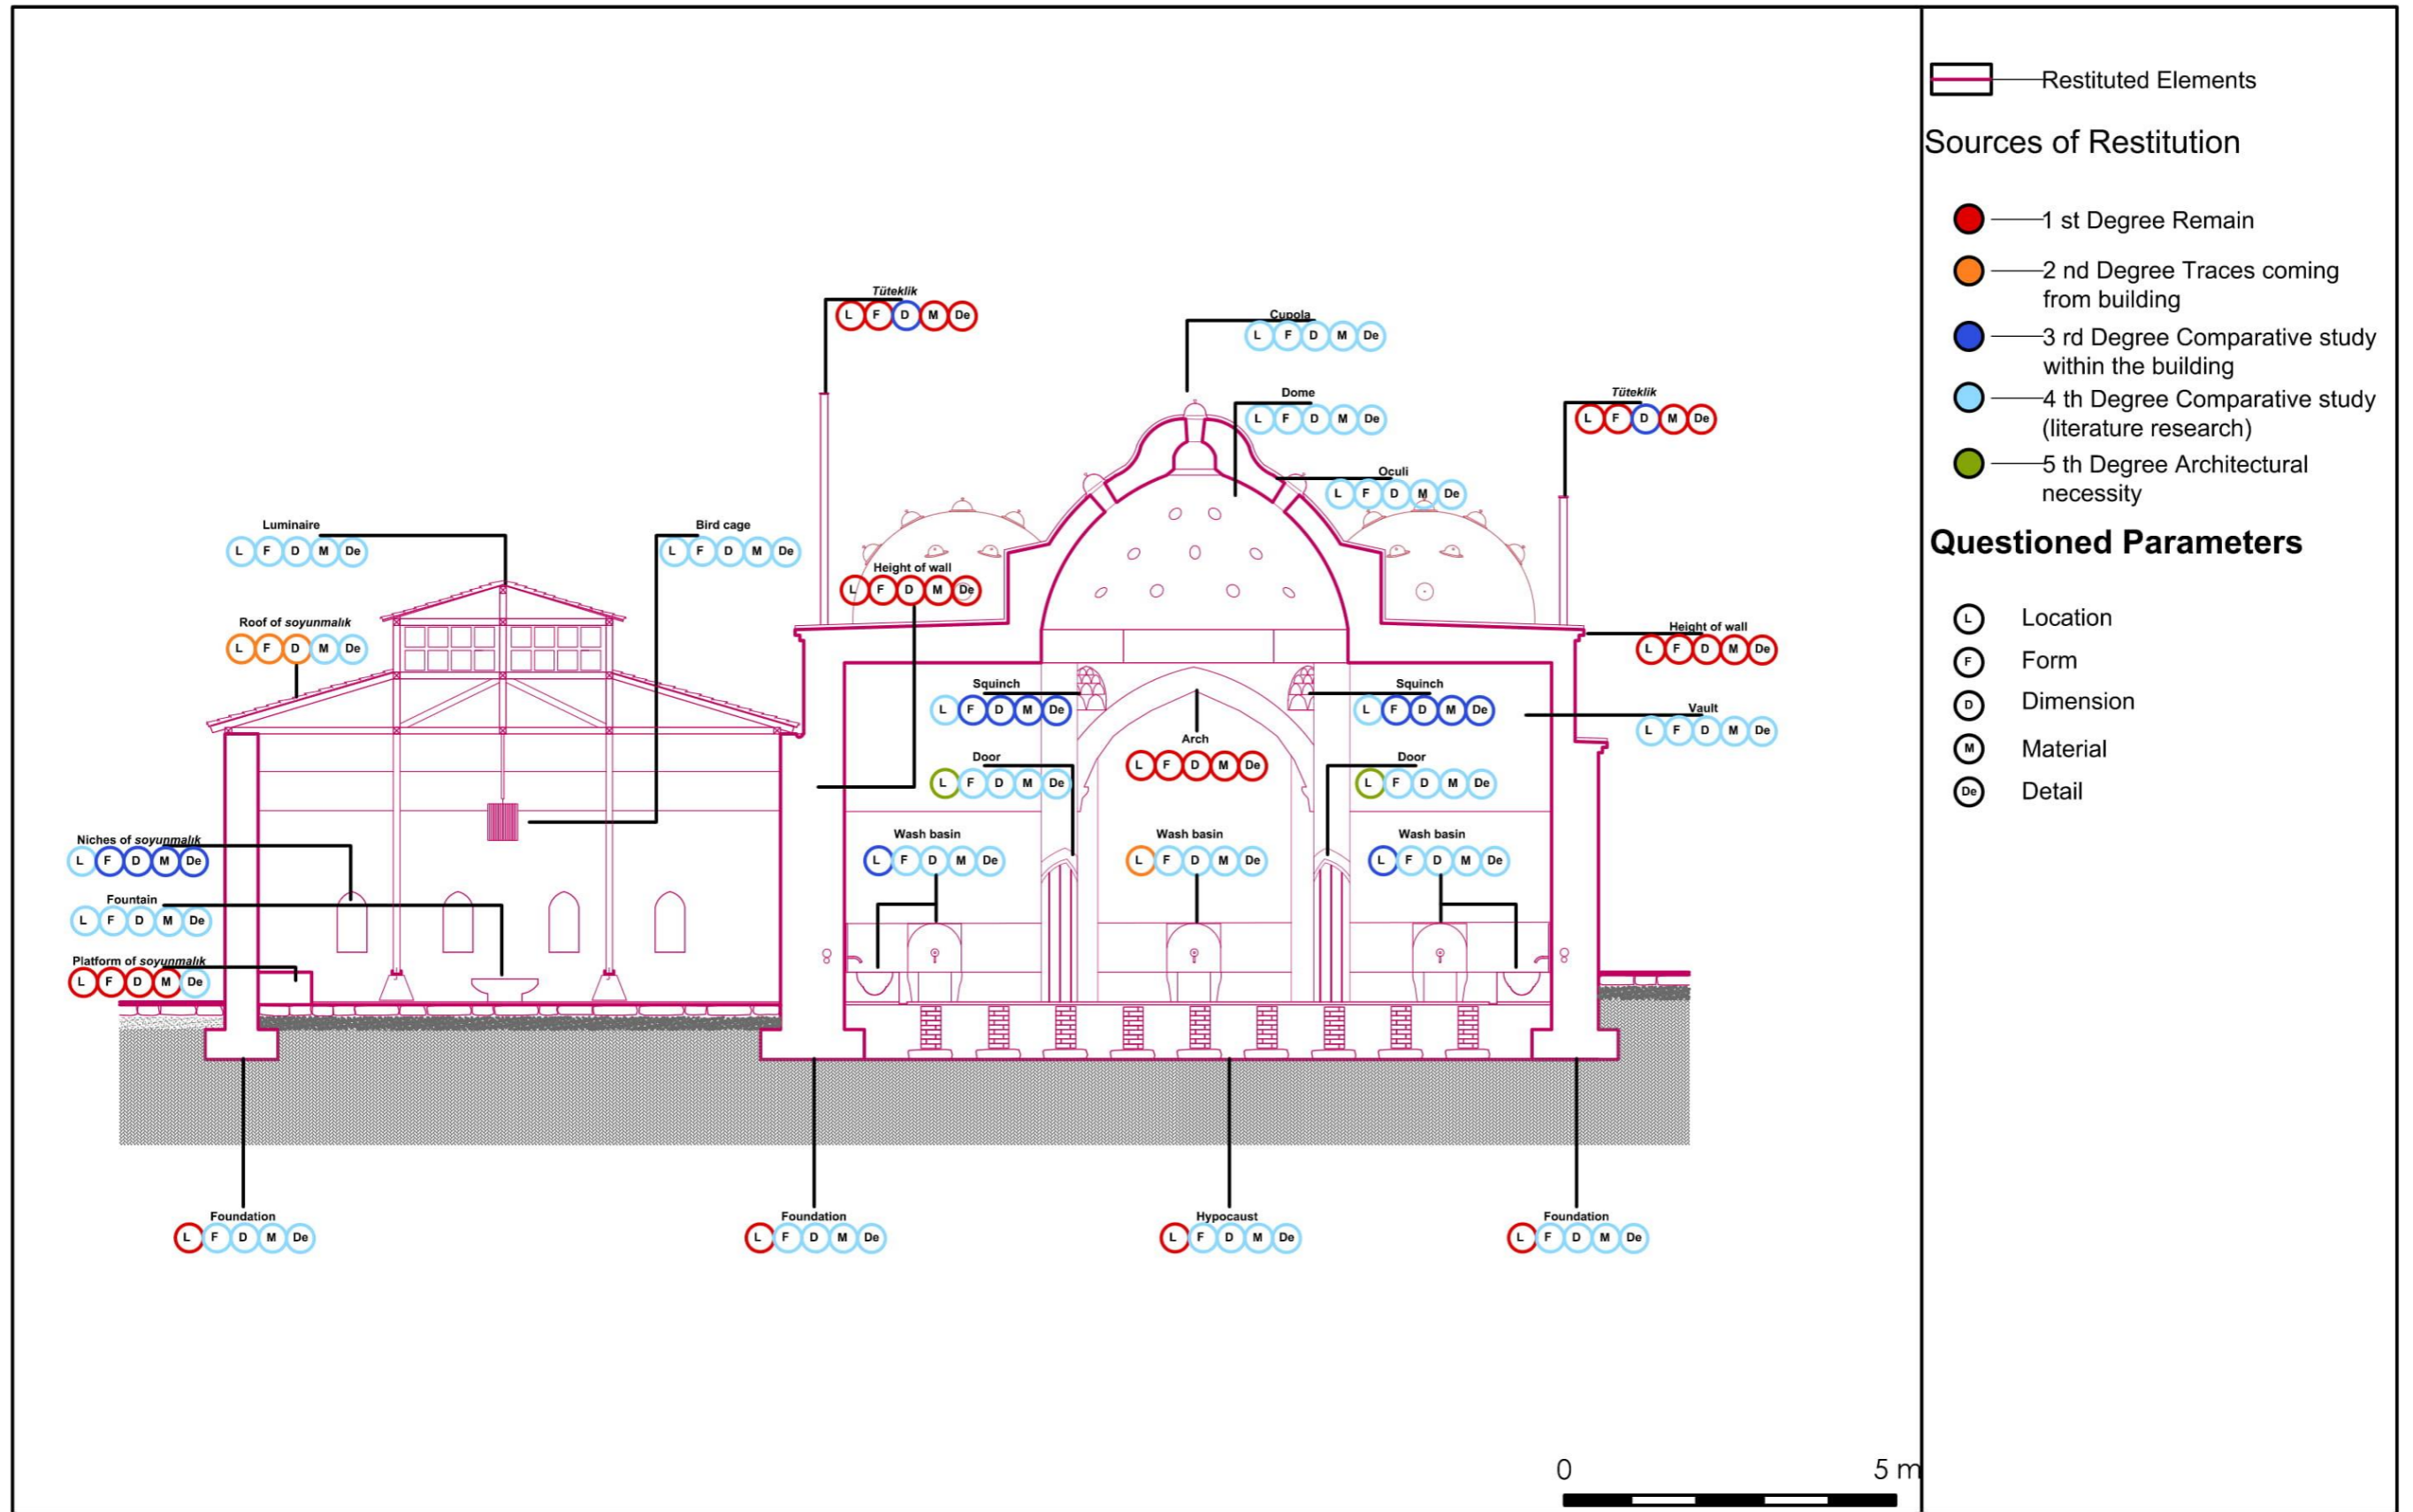 Tüteklik
L F D M De
Cupola
L F D M De
Dome
L F D M De
Tüteklik
L F D M De
Oculi
L F D M De
Luminaire
L F D M De
Bird cage
L F D M De
Height of wall
L F D M De
Roof of soyunmalık
L F D M De
Height of wall
L F D M De
Squinch
L F D M De
Squinch
L F D M De
Vault
L F D M De
Arch
L F D M De
Door
L F D M De
Door
L F D M De
Niches of soyunmalık
L F D M De
Wash basin
L F D M De
Wash basin
L F D M De
Wash basin
L F D M De
Fountain
L F D M De
Platform of soyunmalık
L F D M De
Foundation
L F D M De
Foundation
L F D M De
Hypocaust
L F D M De
Foundation
L F D M De
0 5 m
Restituted Elements
Sources of Restitution
1 st Degree Remain
2 nd Degree Traces coming
from building
3 rd Degree Comparative study
within the building
4 th Degree Comparative study
(literature research)
5 th Degree Architectural
necessity
Questioned Parameters
L Location
F Form
D Dimension
M Material
De Detail